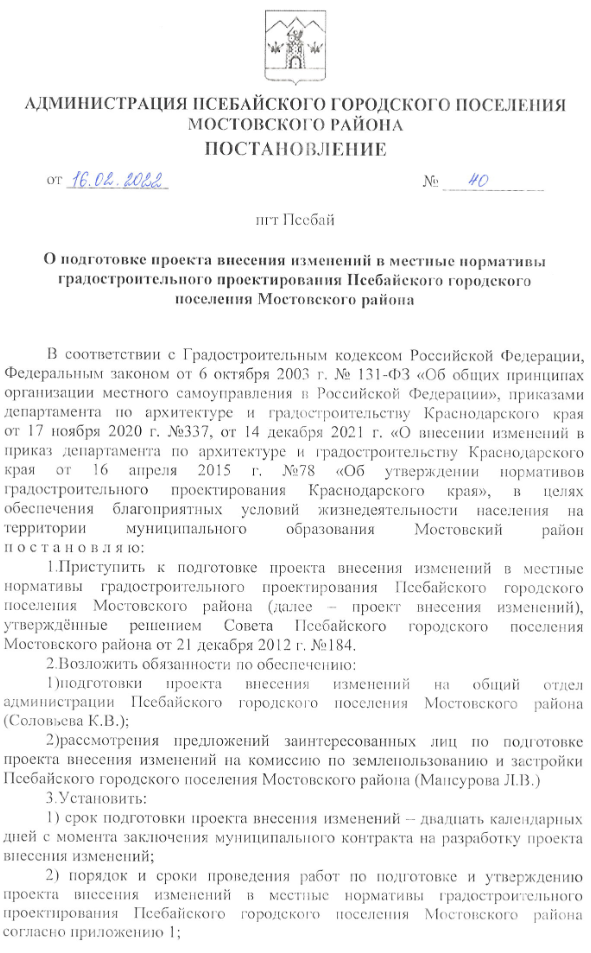 АДМИНИСТРАЦИЯ ПСЕБАЙСКОГО ГОРОДСКОГО ПОСЕЛЕНИЯ
МОСТОВСКОГО РАЙОНА
ПОСТАНОВЛЕНИЕ
от 16.02.2022 № 40
пгт Псебай
О подготовке проекта внесения изменений в местные нормативы
градостроительного проектирования Псебайского городского
поселения Мостовского района
В соответствии с Градостроительным кодексом Российской Федерации,
Федеральным законом от 6 октября 2003 г. № 131-ФЗ «Об общих принципах
организации местного самоуправления в Российской Федерации», приказами
департамента по архитектуре и градостроительству Краснодарского края
от 17 ноября 2020 г. №337, от 14 декабря 2021 г. «О внесении изменений в
приказ департамента по архитектуре и градостроительству Краснодарского
края от 16 апреля 2015 г. №78 «Об утверждении нормативов
градостроительного проектирования Краснодарского края», в целях
обеспечения благоприятных условий жизнедеятельности населения на
территории муниципального образования Мостовский район
п о с т а н о в л я ю:
1.Приступить к подготовке проекта внесения изменений в местные
нормативы градостроительного проектирования Псебайского городского
поселения Мостовского района (далее – проект внесения изменений),
утверждённые решением Совета Псебайского городского поселения
Мостовского района от 21 декабря 2012 г. №184.
2.Возложить обязанности по обеспечению:
1)подготовки проекта внесения изменений на общий отдел
администрации Псебайского городского поселения Мостовского района
(Соловьева К.В.);
2)рассмотрения предложений заинтересованных лиц по подготовке
проекта внесения изменений на комиссию по землепользованию и застройки
Псебайского городского поселения Мостовского района (Мансурова Л.В.)
3.Установить:
1) срок подготовки проекта внесения изменений – двадцать календарных
дней с момента заключения муниципального контракта на разработку проекта
внесения изменений;
2) порядок и сроки проведения работ по подготовке и утверждению
проекта внесения изменений в местные нормативы градостроительного
проектирования Псебайского городского поселения Мостовского района
согласно приложению 1;